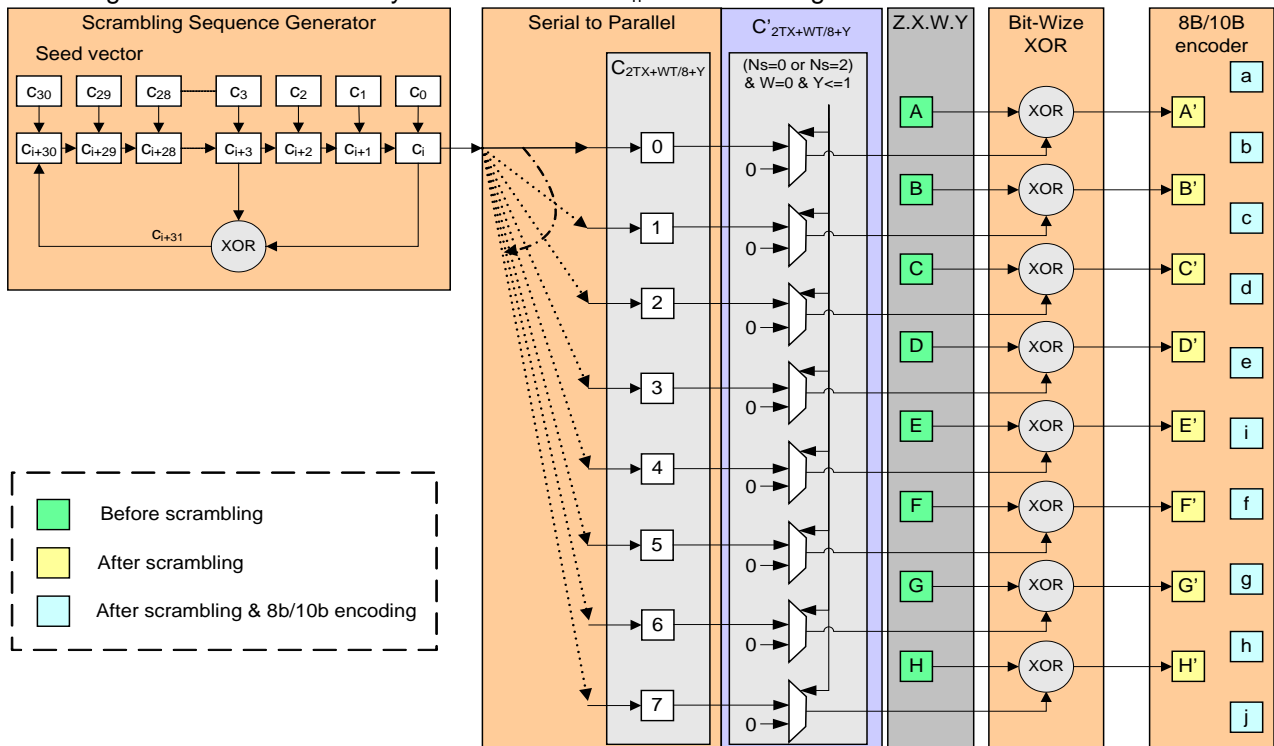 Scrambling Sequence Generator
Seed vector
c30 c29 c28 c3 c2 c1 c0
ci+30 ci+29 ci+28 ci+3 ci+2 ci+1 ci
ci+31
XOR
Before scrambling
After scrambling
After scrambling & 8b/10b encoding
Serial to Parallel
C2TX+WT/8+Y
0
1
2
3
4
5
6
7
C'2TX+WT/8+Y
(Ns=0 or Ns=2)
& W=0 & Y<=1
0
0
0
0
0
0
0
0
Z.X.W.Y
A
B
C
D
E
F
G
H
Bit-Wize
XOR
XOR
XOR
XOR
XOR
XOR
XOR
XOR
XOR
8B/10B
encoder
A'
B'
C'
D'
E'
F'
G'
H'
a
b
c
d
e
i
f
g
h
j